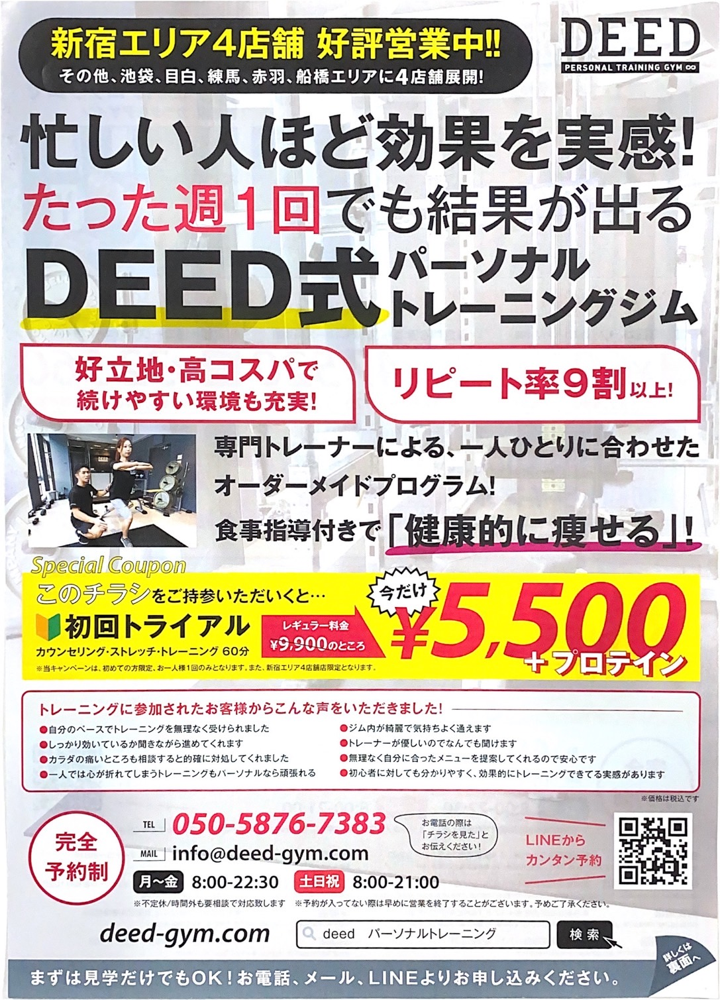 新宿エリア4店舗 好評営業中!!
その他、池袋、目白、練馬、赤羽、船橋エリアに4店舗展開!
DEED
PERSONAL TRAINING GYM
忙しい人ほど効果を実感!
たった週1回でも結果が出る
DEED式パーソナル
トレーニングジム
好立地・高コスパで
続けやすい環境も充実!
リピート率9割以上!
専門トレーナーによる、一人ひとりに合わせた
オーダーメイドプログラム!
食事指導付きで「健康的に痩せる」!
Special Coupon
このチラシをご持参いただいくと…
初回トライアル
カウンセリング・ストレッチ・トレーニング 60分
レギュラー料金
¥9,900のところ
今だけ
¥5,500
+プロテイン
※当キャンペーンは、初めての方限定、お一人様1回のみとなります。また、新宿エリア4店舗店限定となります。
トレーニングに参加されたお客様からこんな声をいただきました!
●自分のペースでトレーニングを無理なく受けられました
●しっかり効いているか聞きながら進めてくれます
●カラダの痛いところも相談すると的確に対処してくれました
●一人では心が折れてしまうトレーニングもパーソナルなら頑張れる
●ジム内が綺麗で気持ちよく通えます
●トレーナーが優しいのでなんでも聞けます
●無理なく自分に合ったメニューを提案してくれるので安心です
●初心者に対しても分かりやすく、効果的にトレーニングできてる実感があります
※価格は税込です
完全
予約制
TEL 050-5876-7383
お電話の際は
「チラシを見た」と
お伝えください!
MAIL info@deed-gym.com
月〜金 8:00-22:30 土日祝 8:00-21:00
※不定休/時間外も要相談で対応致します ※予約が入ってない際は早めに営業を終了することがございます。予めご了承ください。
LINEから
カンタン予約
deed-gym.com
deed パーソナルトレーニング
検索
詳しくは
裏面へ
まずは見学だけでもOK!お電話、メール、LINEよりお申し込みください。